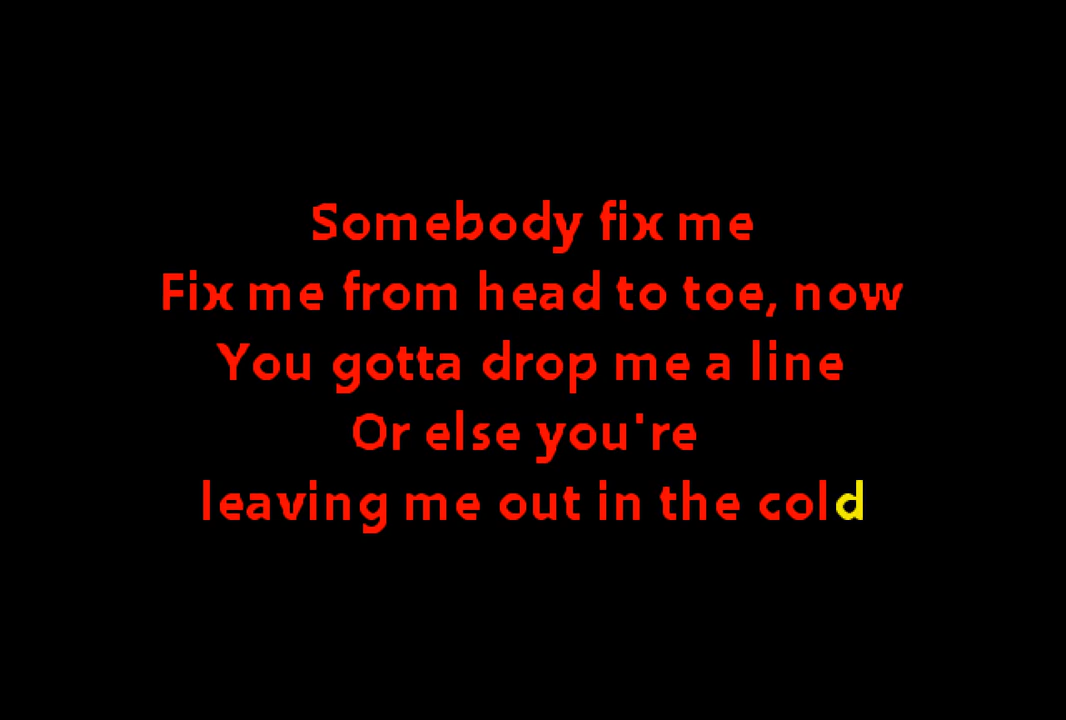 Somebody fix me
Fix me from head to toe, now
You gotta drop me a line
Or else you're
leaving me out in the cold